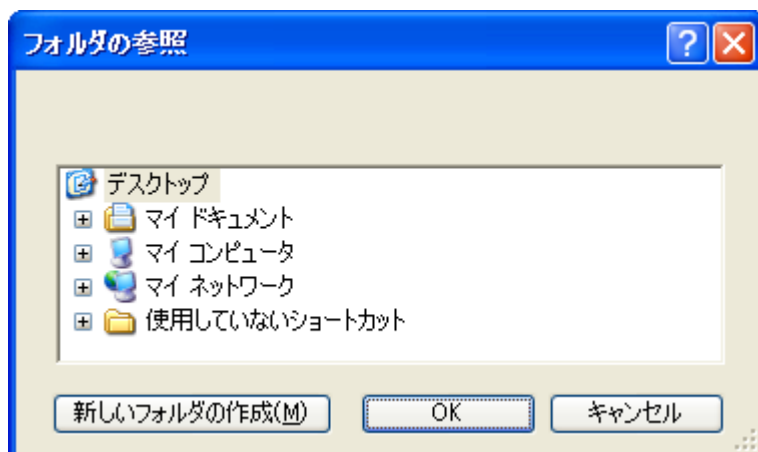 フォルダの参照
デスクトップ
マイ ドキュメント
マイ コンピュータ
マイ ネットワーク
使用していないショートカット
新しいフォルダの作成(M) OK キャンセル